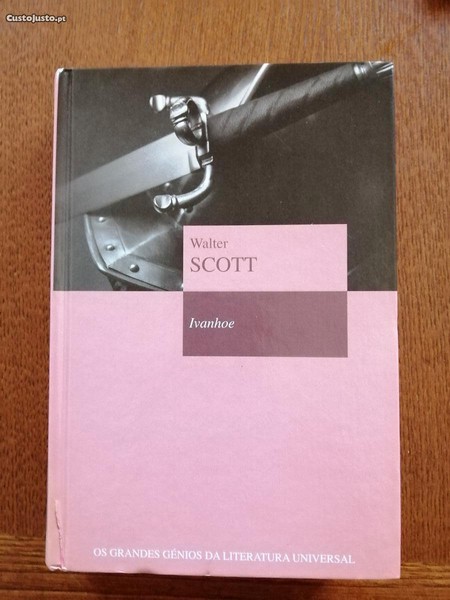 CustoJusto.pt
Walter
SCOTT
Ivanhoe
OS GRANDES GÉNIOS DA LITERATURA UNIVERSAL